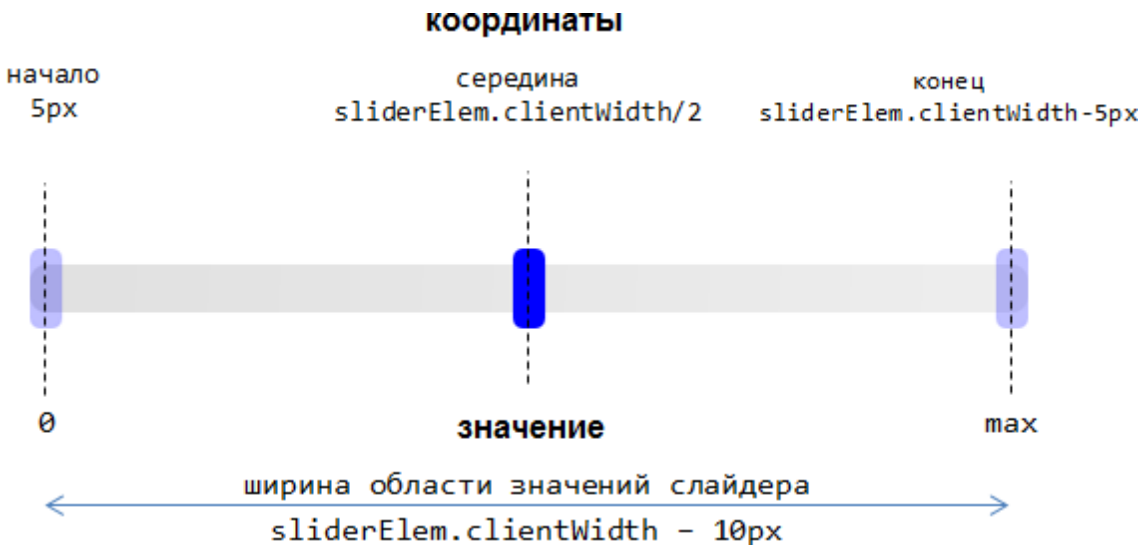 координаты
начало
5px
середина
sliderElem.clientWidth/2
конец
sliderElem.clientWidth-5px
0
значение
max
ширина области значений слайдера
sliderElem.clientWidth – 10px